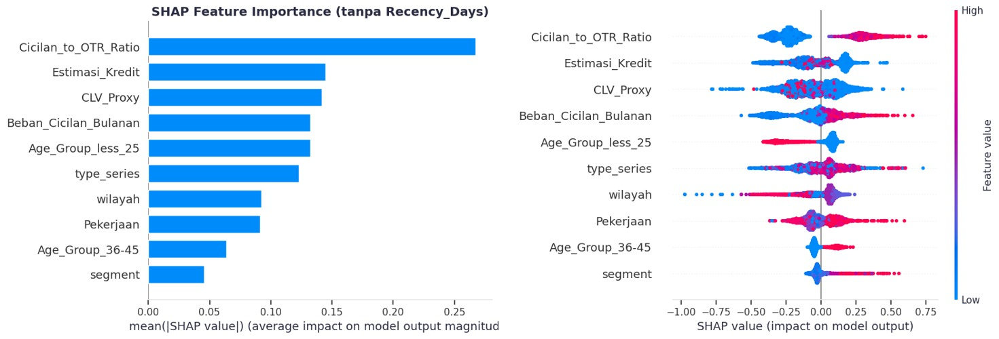 SHAP Feature Importance (tanpa Recency_Days)
Cicilan_to_OTR_Ratio
Estimasi_Kredit
CLV_Proxy
Beban_Cicilan_Bulanan
Age_Group_less_25
type_series
wilayah
Pekerjaan
Age_Group_36-45
segment
0.00 0.05 0.10 0.15 0.20 0.25
mean(|SHAP value|) (average impact on model output magnitud
Cicilan_to_OTR_Ratio
Estimasi_Kredit
CLV_Proxy
Beban_Cicilan_Bulanan
Age_Group_less_25
type_series
wilayah
Pekerjaan
Age_Group_36-45
segment
−1.00 −0.75 −0.50 −0.25 0.00 0.25 0.50 0.75
SHAP value (impact on model output)
High
Feature value
Low